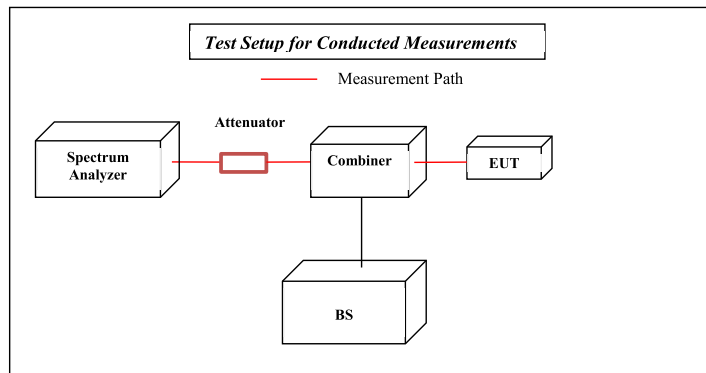 Test Setup for Conducted Measurements
Measurement Path
Attenuator
Spectrum
Analyzer
Combiner
EUT
BS